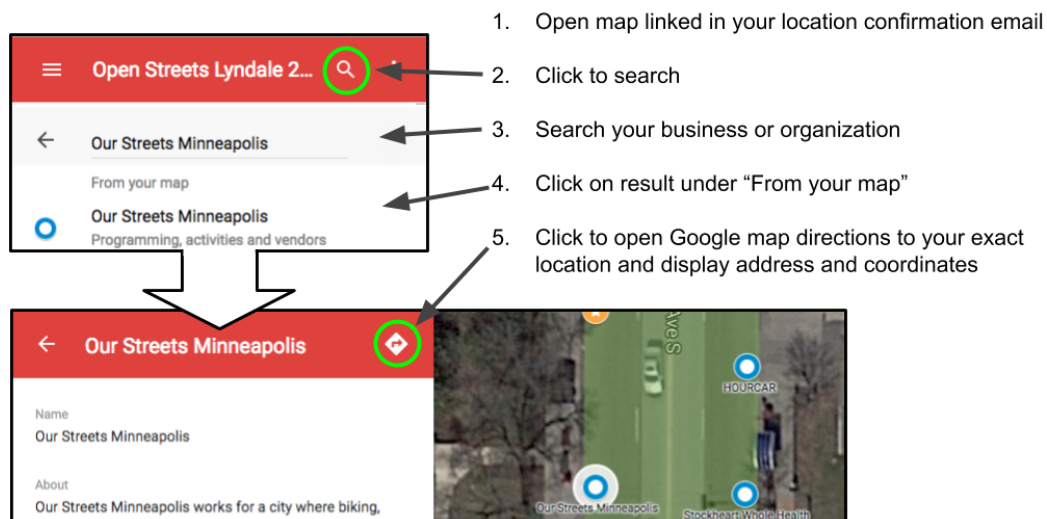 1. Open map linked in your location confirmation email
Open Streets Lyndale 2...
2. Click to search
Our Streets Minneapolis
3. Search your business or organization
From your map
4. Click on result under “From your map”
Our Streets Minneapolis
Programming, activities and vendors
5. Click to open Google map directions to your exact
location and display address and coordinates
Our Streets Minneapolis
Name
Our Streets Minneapolis
About
Our Streets Minneapolis works for a city where biking,
Ave S
HOURCAR
Our Streets Minneapolis
Stockheart Whole Health